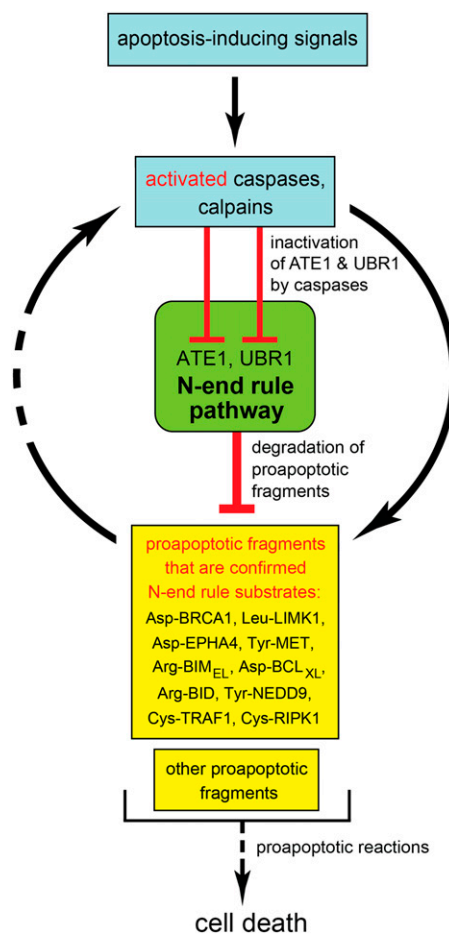 apoptosis-inducing signals
activated caspases,
calpains
inactivation
of ATE1 & UBR1
by caspases
ATE1, UBR1
N-end rule
pathway
degradation of
proapoptotic
fragments
proapoptotic fragments
that are confirmed
N-end rule substrates:
Asp-BRCA1, Leu-LIMK1,
Asp-EPHA4, Tyr-MET,
Arg-BIMEL, Asp-BCLXL,
Arg-BID, Tyr-NEDD9,
Cys-TRAF1, Cys-RIPK1
other proapoptotic
fragments
proapoptotic reactions
cell death